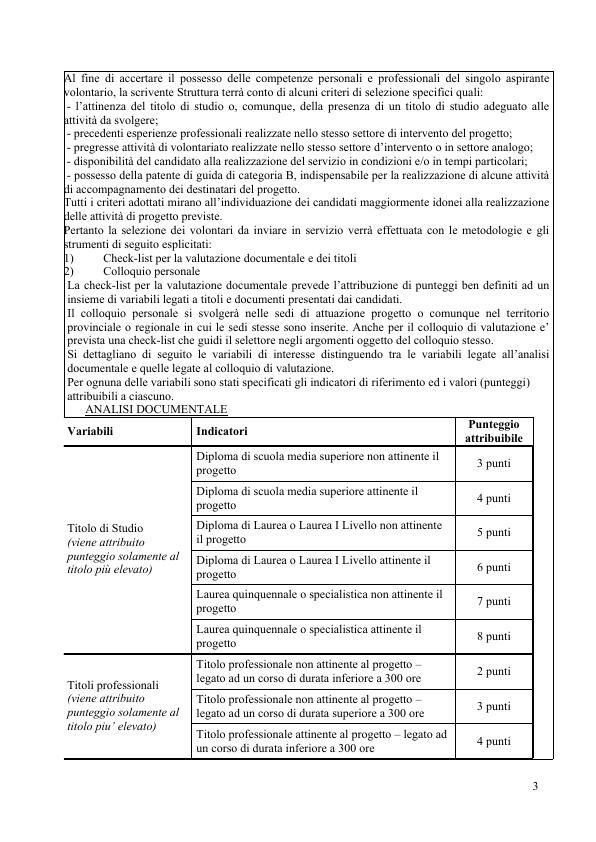 Al fine di accertare il possesso delle competenze personali e professionali del singolo aspirante
volontario, la scrivente Struttura terrà conto di alcuni criteri di selezione specifici quali:
- l'attinenza del titolo di studio o, comunque, della presenza di un titolo di studio adeguato alle
attività da svolgere;
- precedenti esperienze professionali realizzate nello stesso settore di intervento del progetto;
- pregresse attività di volontariato realizzate nello stesso settore d'intervento o in settore analogo;
- disponibilità del candidato alla realizzazione del servizio in condizioni e/o in tempi particolari;
- possesso della patente di guida di categoria B, indispensabile per la realizzazione di alcune attività
di accompagnamento dei destinatari del progetto.
Tutti i criteri adottati mirano all'individuazione dei candidati maggiormente idonei alla realizzazione
delle attività di progetto previste.
Pertanto la selezione dei volontari da inviare in servizio verrà effettuata con le metodologie e gli
strumenti di seguito esplicitati:
1) Check-list per la valutazione documentale e dei titoli
2) Colloquio personale
La check-list per la valutazione documentale prevede l'attribuzione di punteggi ben definiti ad un
insieme di variabili legati a titoli e documenti presentati dai candidati.
Il colloquio personale si svolgerà nelle sedi di attuazione progetto o comunque nel territorio
provinciale o regionale in cui le sedi stesse sono inserite. Anche per il colloquio di valutazione e'
prevista una check-list che guidi il selettore negli argomenti oggetto del colloquio stesso.
Si dettagliano di seguito le variabili di interesse distinguendo tra le variabili legate all'analisi
documentale e quelle legate al colloquio di valutazione.
Per ognuna delle variabili sono stati specificati gli indicatori di riferimento ed i valori (punteggi)
attribuibili a ciascuno.
ANALISI DOCUMENTALE
Variabili
Indicatori
Punteggio
attribuibile
Titolo di Studio
(viene attribuito
punteggio solamente al
titolo più elevato)
Diploma di scuola media superiore non attinente il
progetto
3 punti
Diploma di scuola media superiore attinente il
progetto
4 punti
Diploma di Laurea o Laurea I Livello non attinente
il progetto
5 punti
Diploma di Laurea o Laurea I Livello attinente il
progetto
6 punti
Laurea quinquennale o specialistica non attinente il
progetto
7 punti
Laurea quinquennale o specialistica attinente il
progetto
8 punti
Titoli professionali
(viene attribuito
punteggio solamente al
titolo piu' elevato)
Titolo professionale non attinente al progetto –
legato ad un corso di durata inferiore a 300 ore
2 punti
Titolo professionale non attinente al progetto –
legato ad un corso di durata superiore a 300 ore
3 punti
Titolo professionale attinente al progetto – legato ad
un corso di durata inferiore a 300 ore
4 punti
3